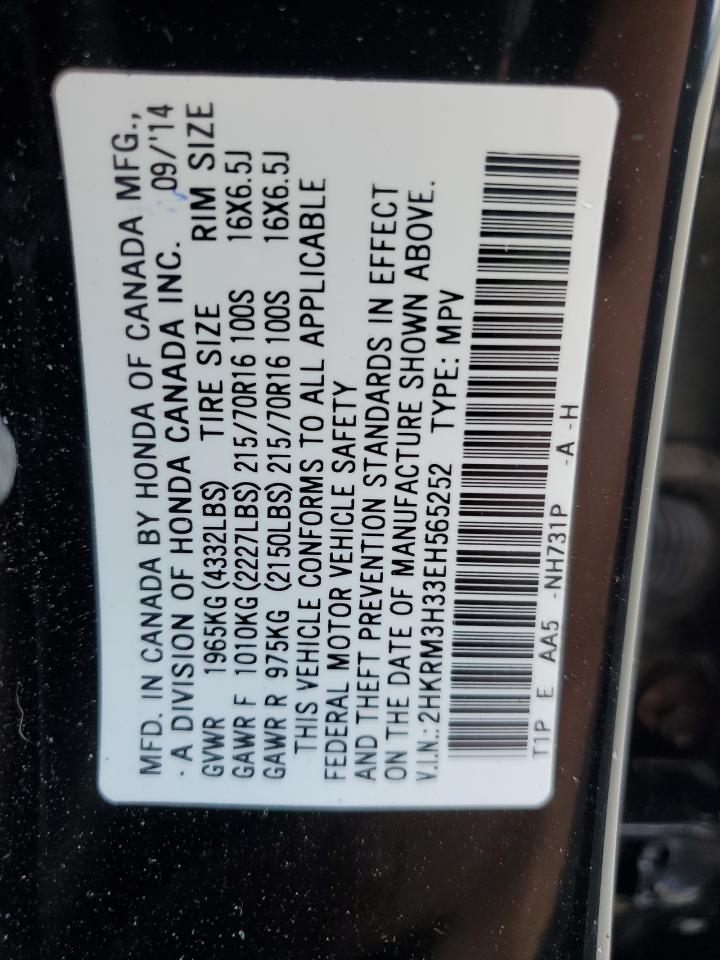 MFD. IN CANADA BY HONDA OF CANADA MFG.,
- A DIVISION OF HONDA CANADA INC. 09/'14
GVWR 1965KG (4332LBS) TIRE SIZE RIM SIZE
GAWR F 1010KG (2227LBS) 215/70R16 100S 16X6.5J
GAWR R 975KG (2150LBS) 215/70R16 100S 16X6.5J
THIS VEHICLE CONFORMS TO ALL APPLICABLE
FEDERAL MOTOR VEHICLE SAFETY
AND THEFT PREVENTION STANDARDS IN EFFECT
ON THE DATE OF MANUFACTURE SHOWN ABOVE.
V.I.N.: 2HKRM3H33EH565252 TYPE: MPV
T1P E AA5 -NH731P -A -H